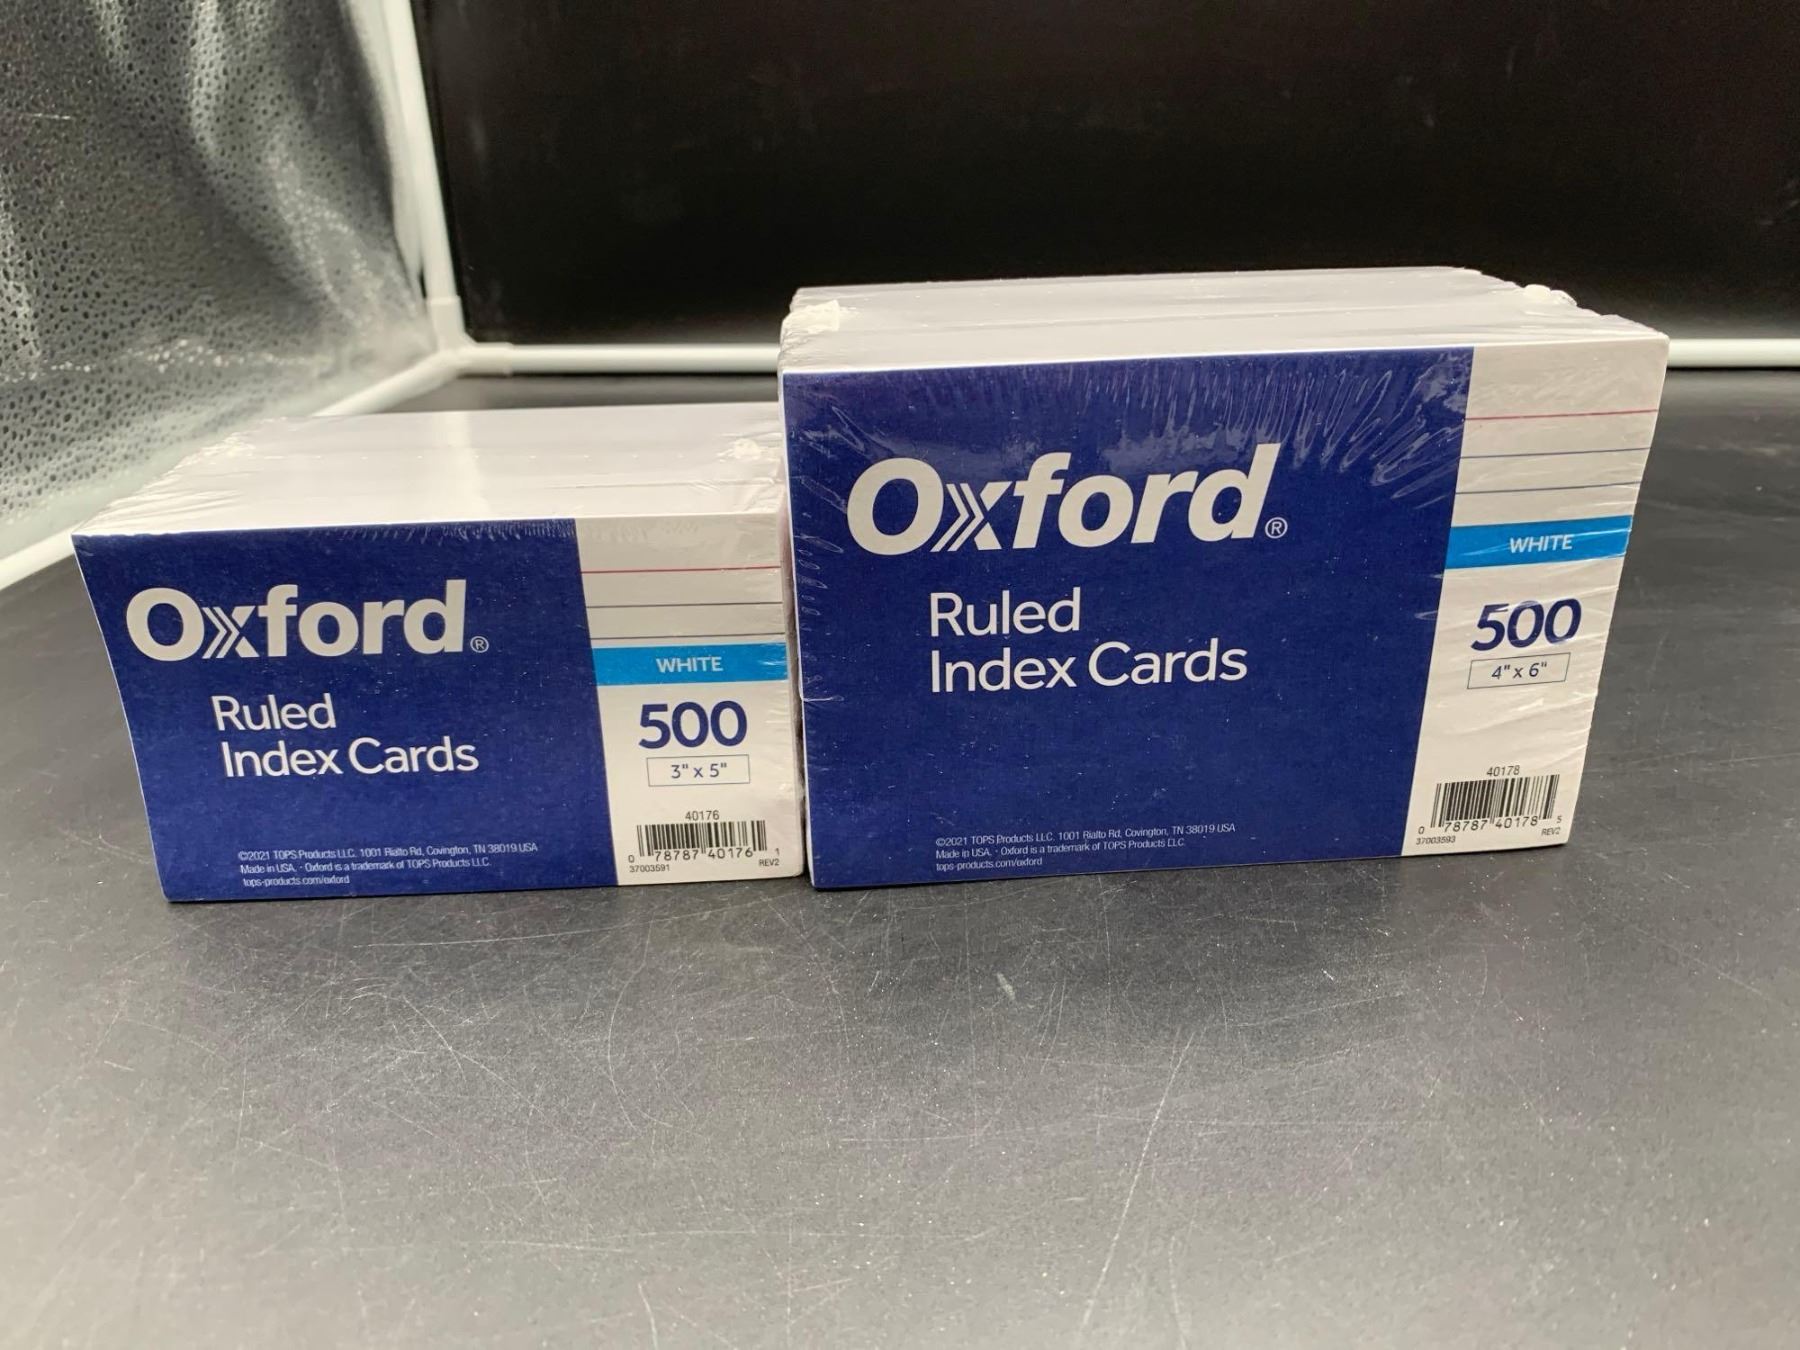 Oxford®
Ruled
Index Cards
©2021 TOPS Products LLC. 1001 Rialto Rd, Covington, TN 38019 USA
Made in USA. · Oxford is a trademark of TOPS Products LLC.
tops-products.com/oxford
WHITE
500
3" x 5"
40176
0 78787 40176 1
37003591 REV2
Oxford®
Ruled
Index Cards
©2021 TOPS Products LLC. 1001 Rialto Rd, Covington, TN 38019 USA
Made in USA. · Oxford is a trademark of TOPS Products LLC.
tops-products.com/oxford
WHITE
500
4" x 6"
40178
0 78787 40178 5
37003593 REV2